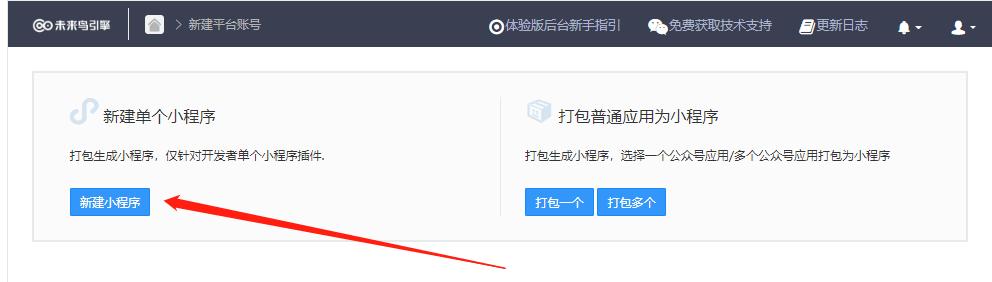 未来鸟引擎 新建平台账号 体验版后台新手指引 免费获取技术支持 更新日志
新建单个小程序
打包生成小程序，仅针对开发者单个小程序插件.
新建小程序
打包普通应用为小程序
打包生成小程序，选择一个公众号应用/多个公众号应用打包为小程序
打包一个 打包多个